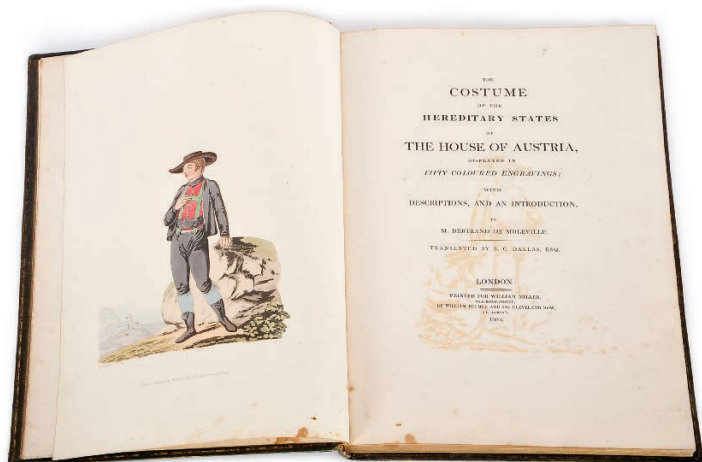 THE
COSTUME
OF THE
HEREDITARY STATES
OF
THE HOUSE OF AUSTRIA,
DISPLAYED IN
FIFTY COLOURED ENGRAVINGS;
WITH
DESCRIPTIONS, AND AN INTRODUCTION,
BY
M. BERTRAND DE MOLEVILLE.
TRANSLATED BY R. C. DALLAS, ESQ.
LONDON
PRINTED FOR WILLIAM MILLER,
BY WILLIAM BULMER AND CO. CLEVELAND ROW,
ST. JAMES'S.
1804.